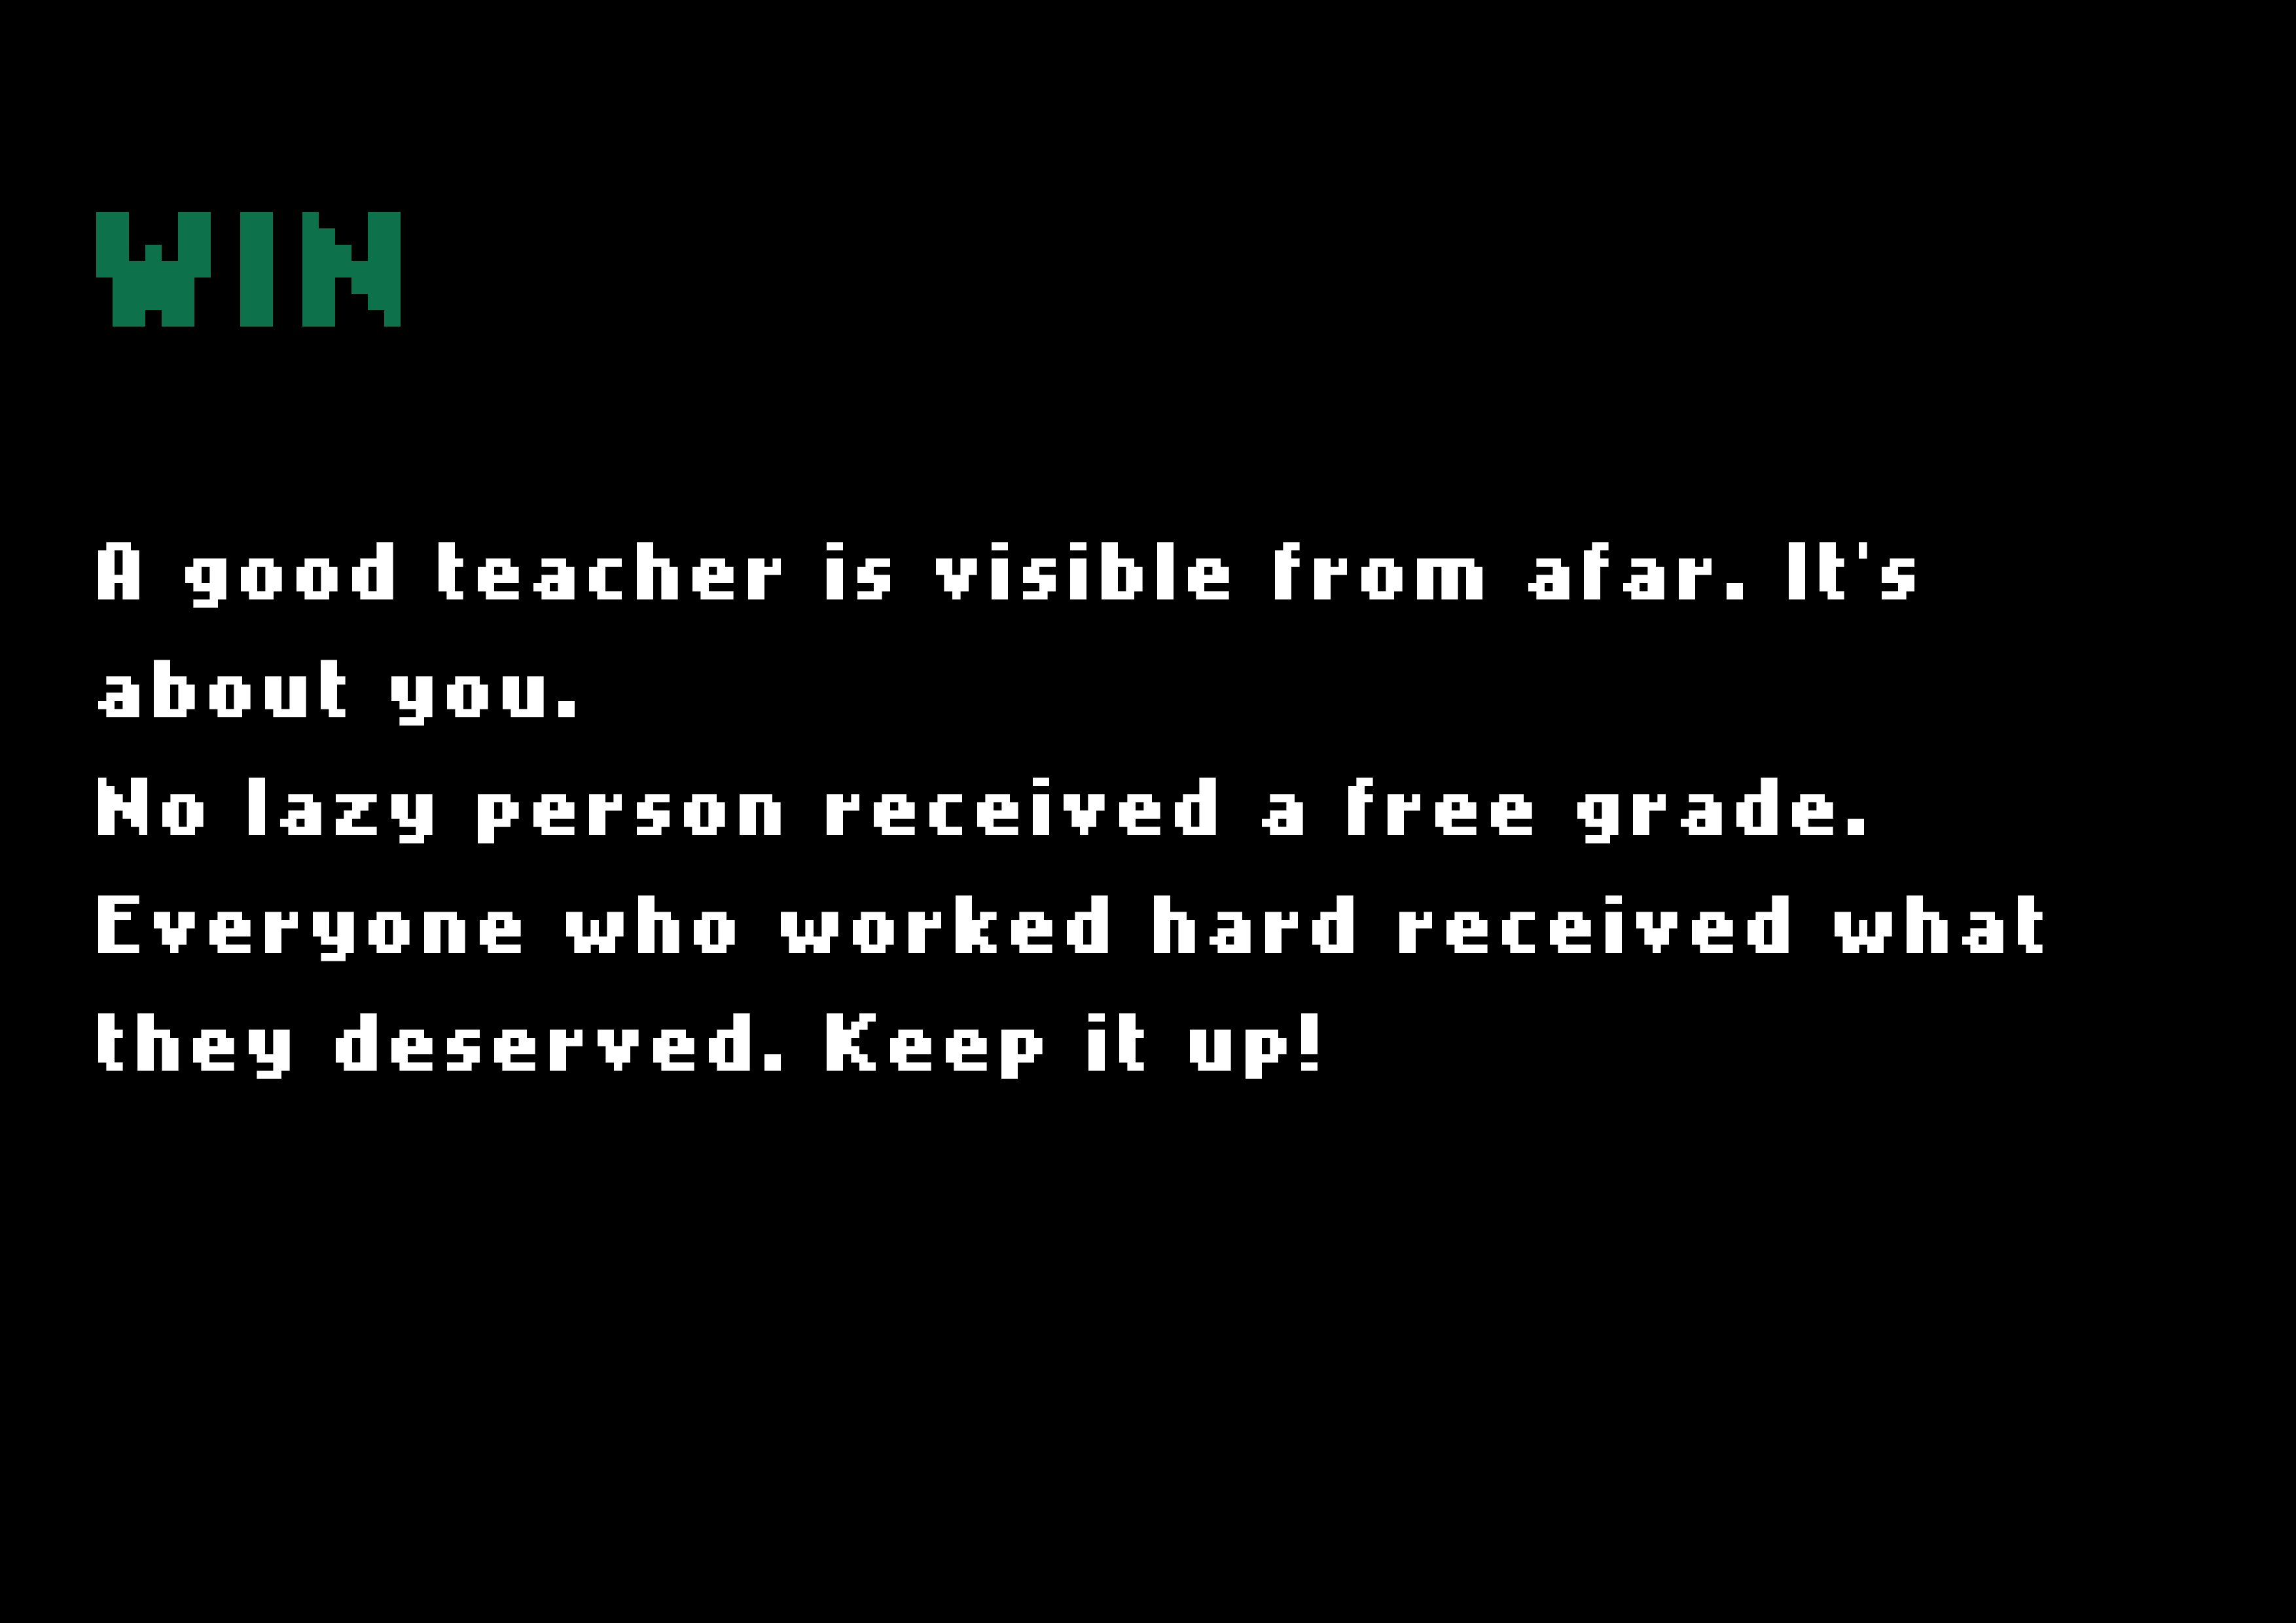 WIN
A good teacher is visible from afar. It's
about you.
No lazy person received a free grade.
Everyone who worked hard received what
they deserved. Keep it up!